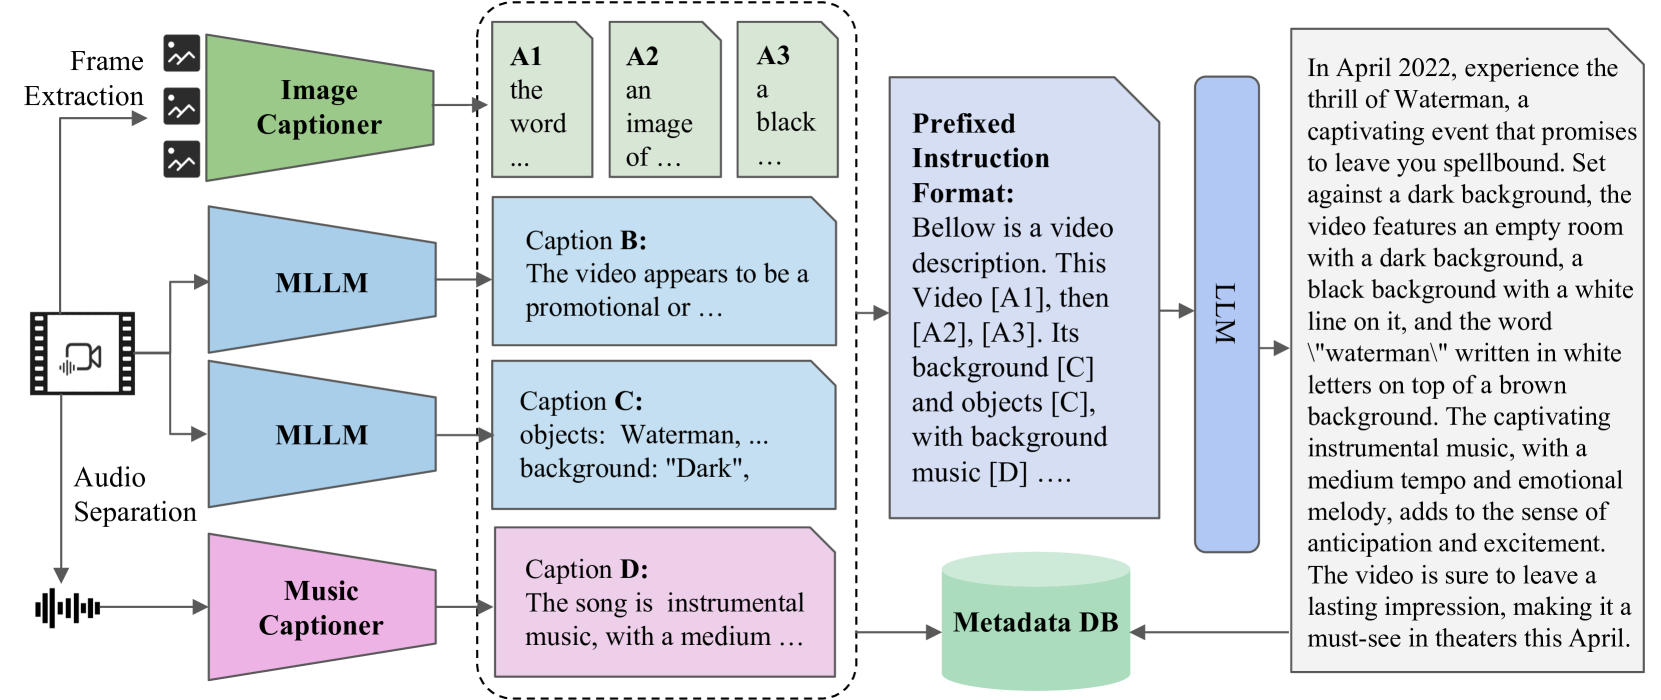 Frame
Extraction
Image
Captioner
A1
the
word
...
A2
an
image
of …
A3
a
black
…
MLLM
Caption B:
The video appears to be a
promotional or …
MLLM
Caption C:
objects:  Waterman, ...
background: "Dark",
Audio
Separation
Music
Captioner
Caption D:
The song is  instrumental
music, with a medium …
Prefixed
Instruction
Format:
Bellow is a video
description. This
Video [A1], then
[A2], [A3]. Its
background [C]
and objects [C],
with background
music [D] ….
LLM
Metadata DB
In April 2022, experience the
thrill of Waterman, a
captivating event that promises
to leave you spellbound. Set
against a dark background, the
video features an empty room
with a dark background, a
black background with a white
line on it, and the word
\"waterman\" written in white
letters on top of a brown
background. The captivating
instrumental music, with a
medium tempo and emotional
melody, adds to the sense of
anticipation and excitement.
The video is sure to leave a
lasting impression, making it a
must-see in theaters this April.